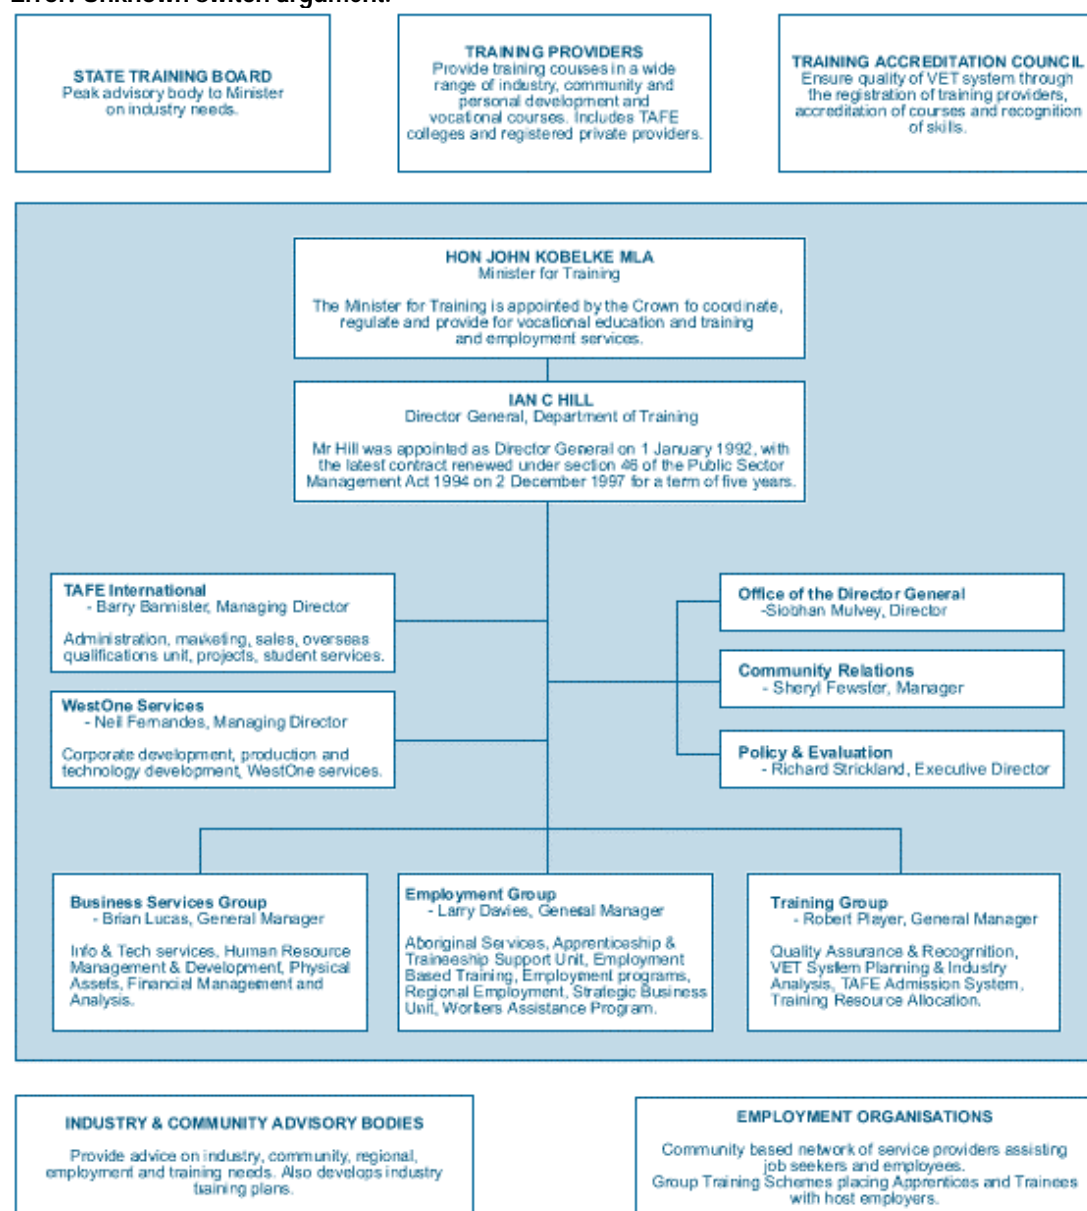 Error! Unknown switch argument.
STATE TRAINING BOARD
Peak advisory body to Minister
on industry needs.
TRAINING PROVIDERS
Provide training courses in a wide
range of industry, community and
personal development and
vocational courses. Includes TAFE
colleges and registered private providers.
TRAINING ACCREDITATION COUNCIL
Ensure quality of VET system through
the registration of training providers,
accreditation of courses and recognition
of skills.
HON JOHN KOBELKE MLA
Minister for Training
The Minister for Training is appointed by the Crown to coordinate,
regulate and provide for vocational education and training
and employment services.
IAN C HILL
Director General, Department of Training
Mr Hill was appointed as Director General on 1 January 1992, with
the latest contract renewed under section 46 of the Public Sector
Management Act 1994 on 2 December 1997 for a term of five years.
TAFE International
- Barry Bannister, Managing Director
Administration, marketing, sales, overseas
qualifications unit, projects, student services.
WestOne Services
- Neil Fernandes, Managing Director
Corporate development, production and
technology development, WestOne services.
Office of the Director General
-Siobhan Mulvey, Director
Community Relations
- Sheryl Fewster, Manager
Policy & Evaluation
- Richard Strickland, Executive Director
Business Services Group
- Brian Lucas, General Manager
Info & Tech services, Human Resource
Management & Development, Physical
Assets, Financial Management and
Analysis.
Employment Group
- Larry Davies, General Manager
Aboriginal Services, Apprenticeship &
Traineeship Support Unit, Employment
Based Training, Employment programs,
Regional Employment, Strategic Business
Unit, Workers Assistance Program.
Training Group
- Robert Player, General Manager
Quality Assurance & Recognition,
VET System Planning & Industry
Analysis, TAFE Admission System,
Training Resource Allocation.
INDUSTRY & COMMUNITY ADVISORY BODIES
Provide advice on industry, community, regional,
employment and training needs. Also develops industry
training plans.
EMPLOYMENT ORGANISATIONS
Community based network of service providers assisting
job seekers and employees.
Group Training Schemes placing Apprentices and Trainees
with host employers.